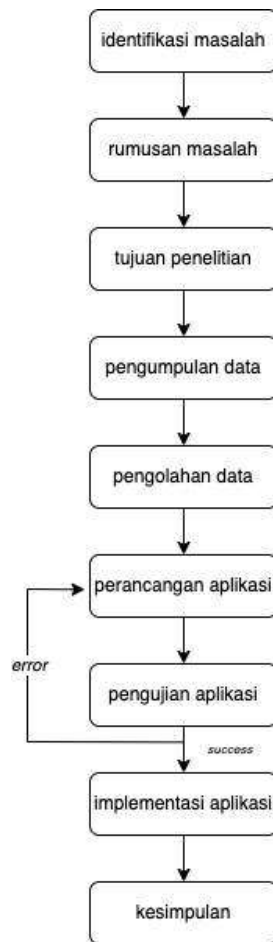 identifikasi masalah
rumusan masalah
tujuan penelitian
pengumpulan data
pengolahan data
perancangan aplikasi
error
pengujian aplikasi
success
implementasi aplikasi
kesimpulan